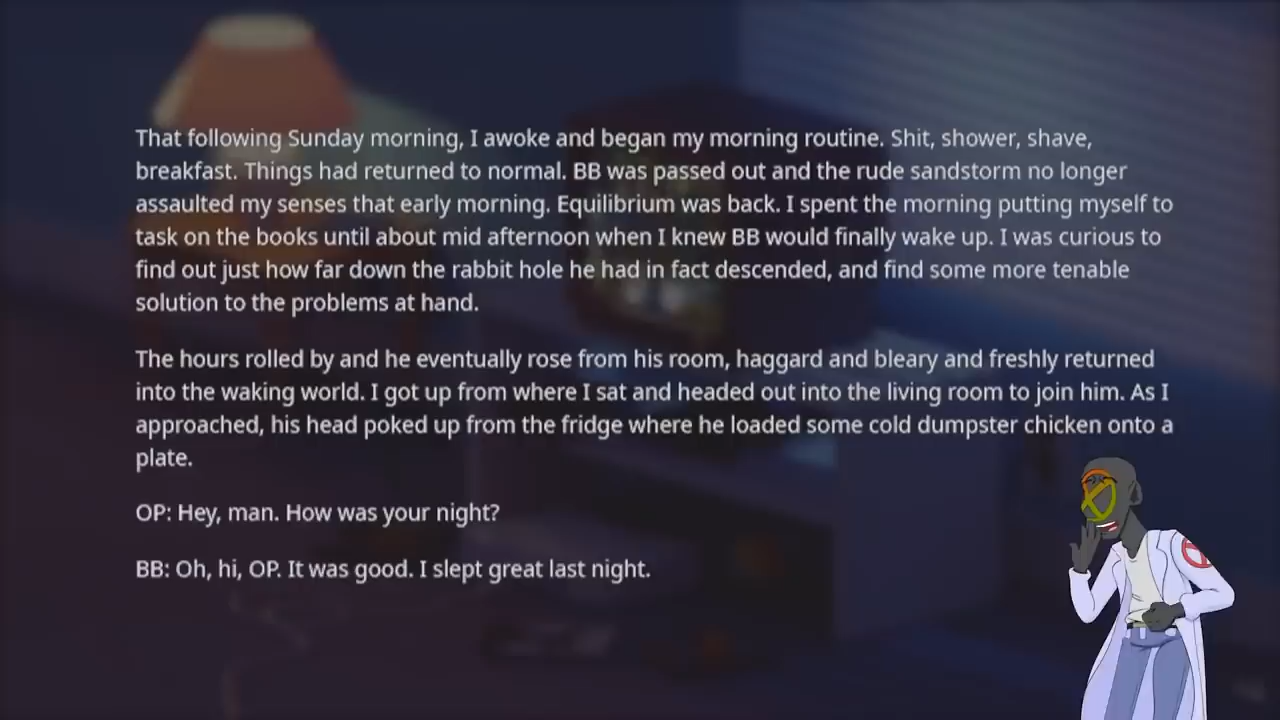 That following Sunday morning, I awoke and began my morning routine. Shit, shower, shave,
breakfast. Things had returned to normal. BB was passed out and the rude sandstorm no longer
assaulted my senses that early morning. Equilibrium was back. I spent the morning putting myself to
task on the books until about mid afternoon when I knew BB would finally wake up. I was curious to
find out just how far down the rabbit hole he had in fact descended, and find some more tenable
solution to the problems at hand.
The hours rolled by and he eventually rose from his room, haggard and bleary and freshly returned
into the waking world. I got up from where I sat and headed out into the living room to join him. As I
approached, his head poked up from the fridge where he loaded some cold dumpster chicken onto a
plate.
OP: Hey, man. How was your night?
BB: Oh, hi, OP. It was good. I slept great last night.